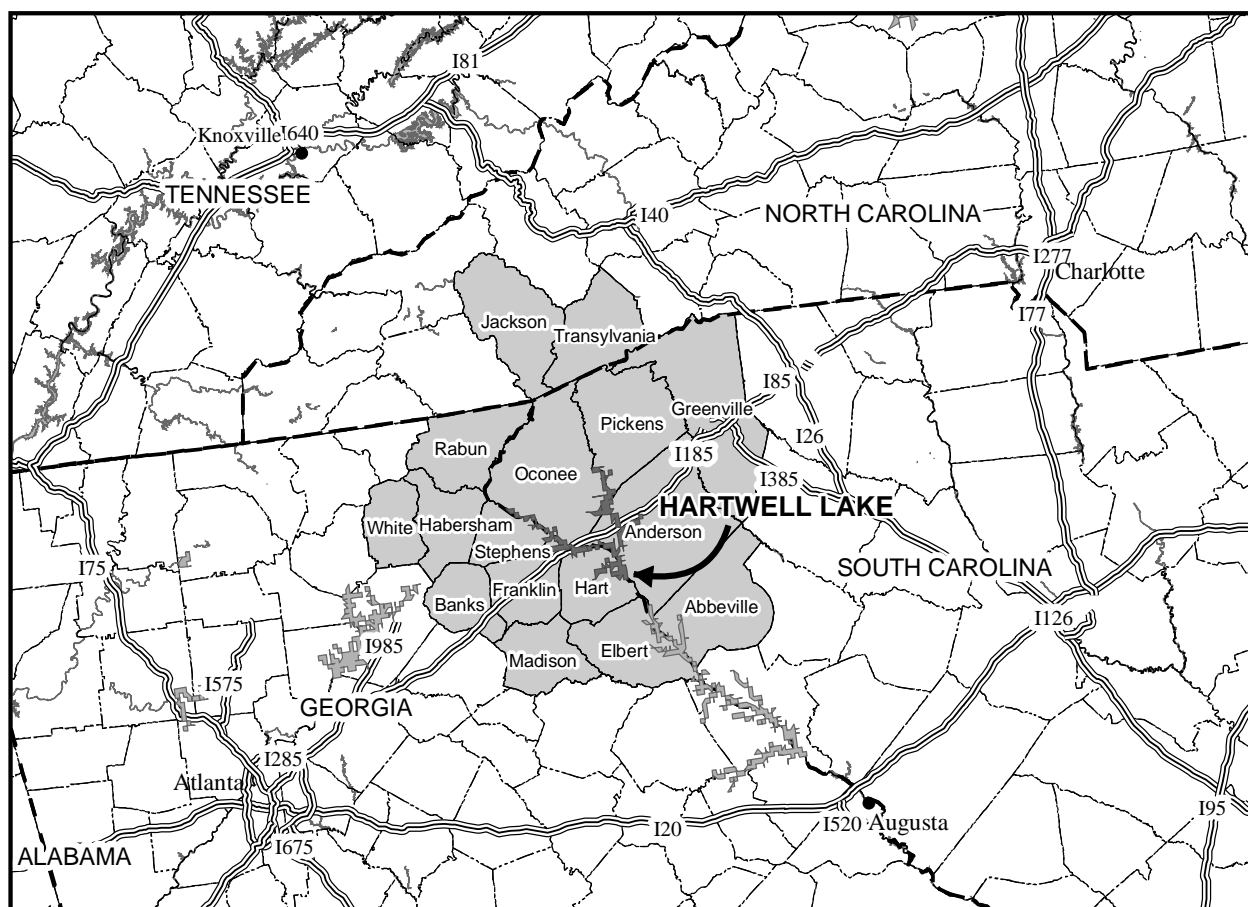 I81
Knoxville
I640
TENNESSEE
I40
NORTH CAROLINA
I277
Charlotte
I77
Jackson
Transylvania
I85
Greenville
Pickens
I26
Rabun
I185
Oconee
I385
HARTWELL LAKE
White
Habersham
Anderson
Stephens
I75
SOUTH CAROLINA
Hart
Franklin
Banks
Abbeville
I126
I985
Elbert
Madison
I575
GEORGIA
I285
Atlanta
I95
I20
I520
Augusta
I675
ALABAMA